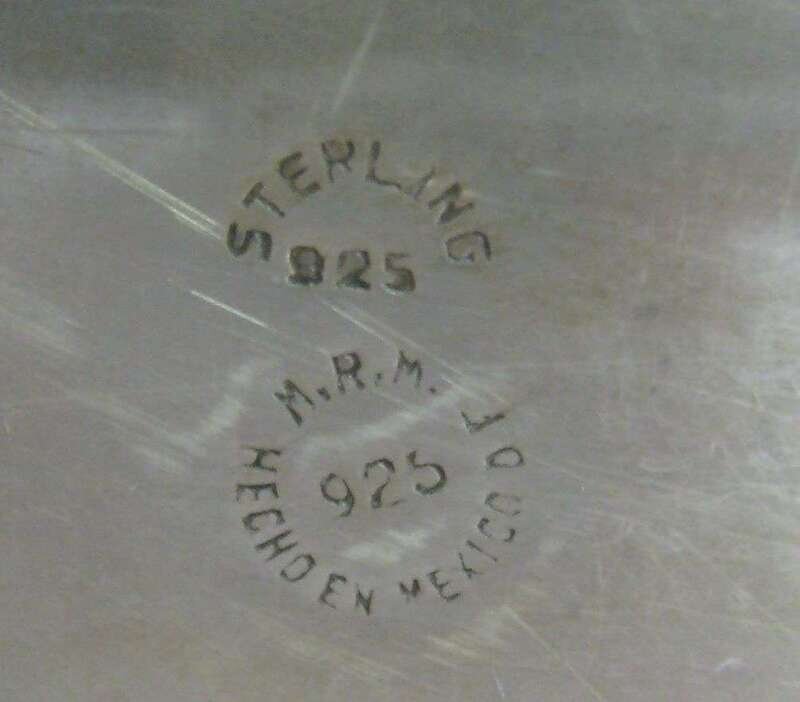 STERLING
925
M.R.M.
925
HECHO EN MEXICO D.F.